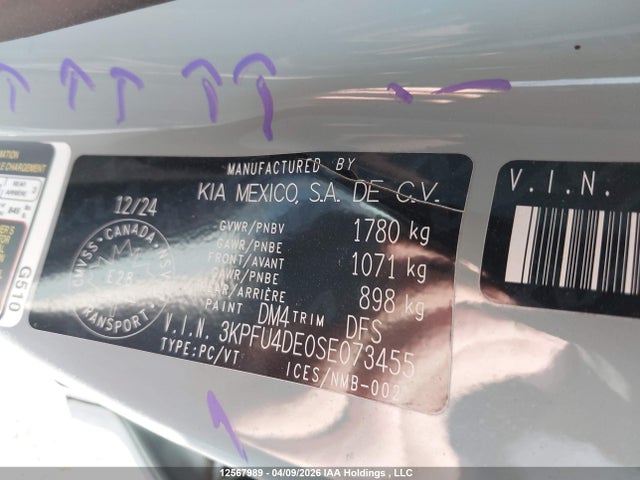 MANUFACTURED BY
KIA MEXICO, S.A. DE C.V.
12/24
GVWR/PNBV 1780 kg
GAWR/PNBE
FRONT/AVANT 1071 kg
GAWR/PNBE
898 kg
PAINT DM4 TRIM DFS
V.I.N. 3KPFU4DE0SE073455
TYPE:PC/VT
ICES/NMB-002
CANADA
TRANSPORT
V.I.N.
G510
12567989 - 04/09/2026 IAA Holdings , LLC